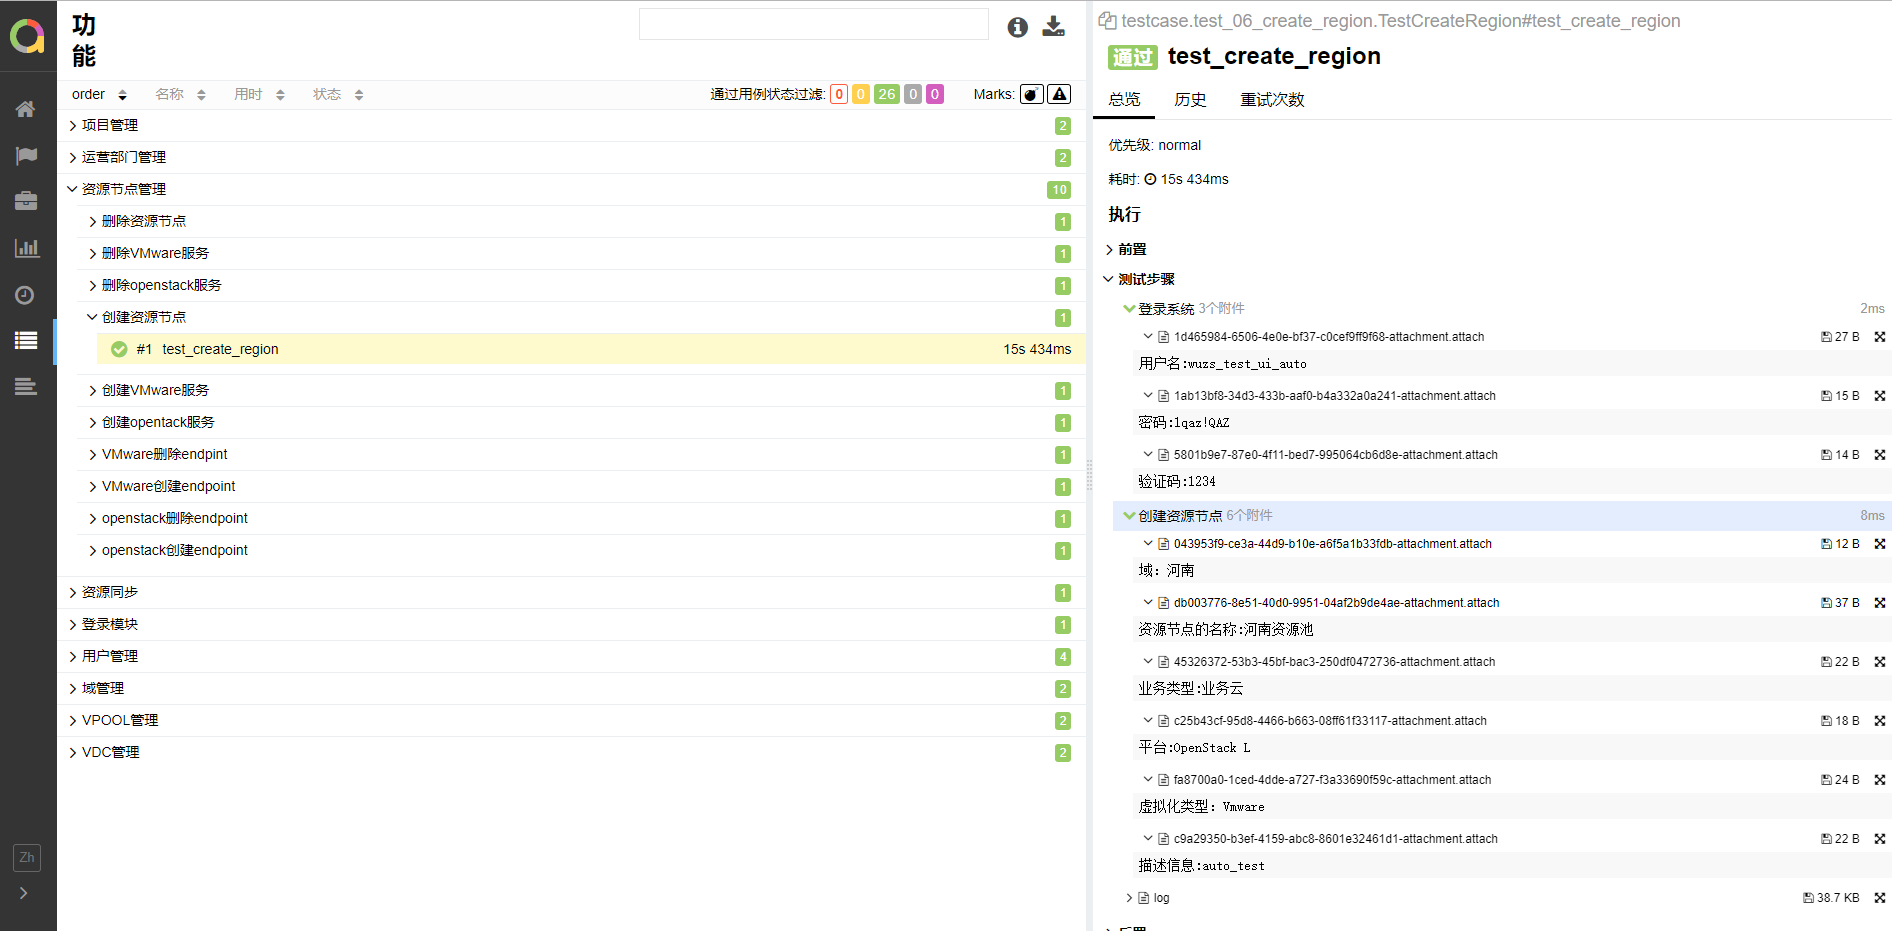 功
能
order 名称 用时 状态 通过用例状态过滤: 0 0 26 0 0 Marks:
项目管理 2
运营部门管理 2
资源节点管理 10
删除资源节点 1
删除VMware服务 1
删除openstack服务 1
创建资源节点 1
#1 test_create_region 15s 434ms
创建VMware服务 1
创建opentack服务 1
VMware删除endpint 1
VMware创建endpoint 1
openstack删除endpoint 1
openstack创建endpoint 1
资源同步 1
登录模块 1
用户管理 4
域管理 2
VPOOL管理 2
VDC管理 2
Zh
testcase.test_06_create_region.TestCreateRegion#test_create_region
通过 test_create_region
总览 历史 重试次数
优先级: normal
耗时: 15s 434ms
执行
前置
测试步骤
登录系统 3个附件 2ms
1d465984-6506-4e0e-bf37-c0cef9ff9f68-attachment.attach 27 B
用户名:wuzs_test_ui_auto
1ab13bf8-34d3-433b-aaf0-b4a332a0a241-attachment.attach 15 B
密码:1qaz!QAZ
5801b9e7-87e0-4f11-bed7-995064cb6d8e-attachment.attach 14 B
验证码:1234
创建资源节点 6个附件 8ms
043953f9-ce3a-44d9-b10e-a6f5a1b33fdb-attachment.attach 12 B
域: 河南
db003776-8e51-40d0-9951-04af2b9de4ae-attachment.attach 37 B
资源节点的名称:河南资源池
45326372-53b3-45bf-bac3-250df0472736-attachment.attach 22 B
业务类型:业务云
c25b43cf-95d8-4466-b663-08ff61f33117-attachment.attach 18 B
平台:OpenStack L
fa8700a0-1ced-4dde-a727-f3a33690f59c-attachment.attach 24 B
虚拟化类型: Vmware
c9a29350-b3ef-4159-abc8-8601e32461d1-attachment.attach 22 B
描述信息:auto_test
log 38.7 KB